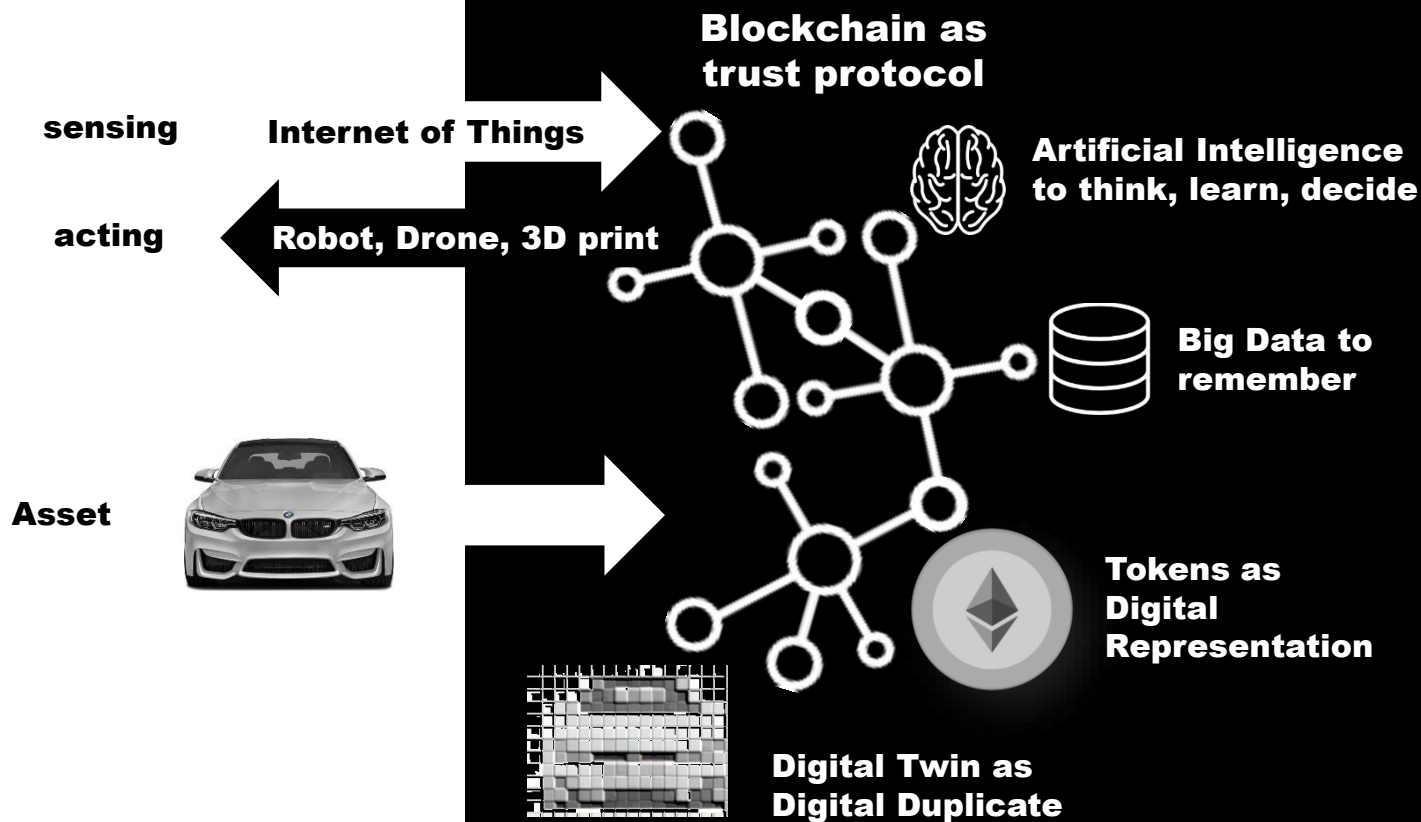 Blockchain as
trust protocol
sensing
Internet of Things
Artificial Intelligence
to think, learn, decide
acting
Robot, Drone, 3D print
Big Data to
remember
Asset
Tokens as
Digital
Representation
Digital Twin as
Digital Duplicate